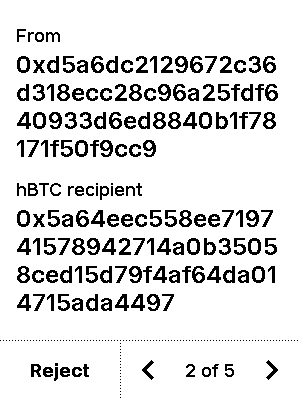 From
0xd5a6dc2129672c36
d318ecc28c96a25fdf6
40933d6ed8840b1f78
171f50f9cc9
hBTC recipient
0x5a64eec558ee7197
41578942714a0b3505
8ced15d79f4af64da01
4715ada4497
Reject
2 of 5